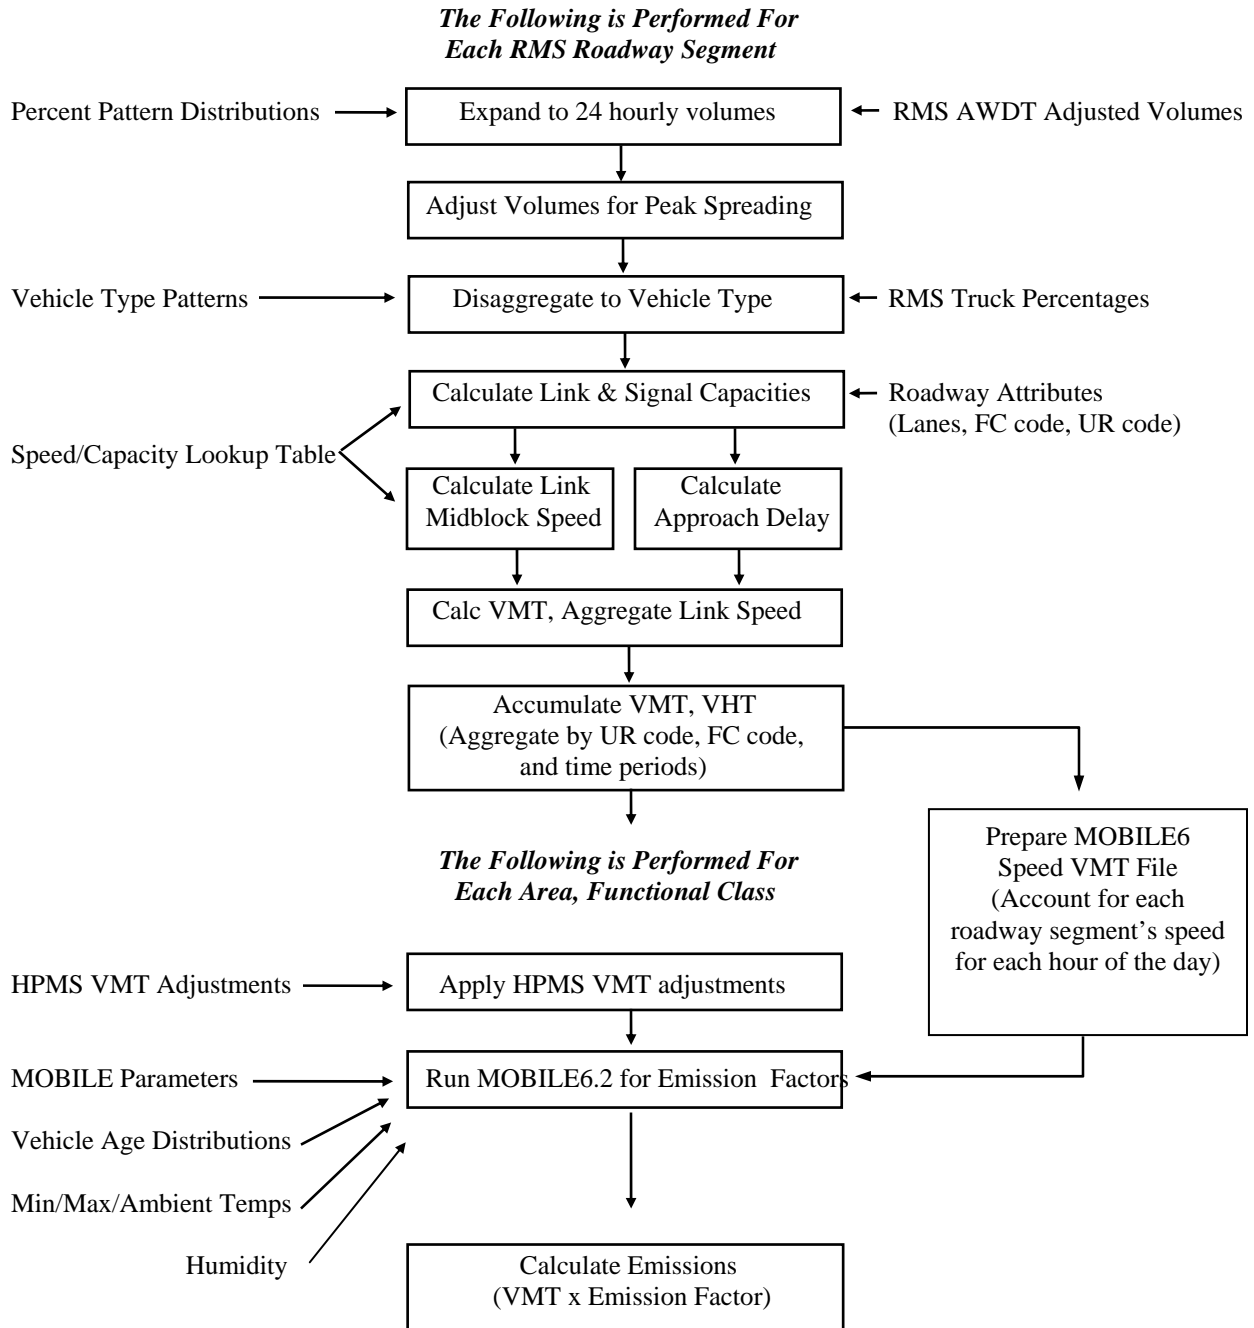 The Following is Performed For
Each RMS Roadway Segment
Percent Pattern Distributions
Expand to 24 hourly volumes
RMS AWDT Adjusted Volumes
Adjust Volumes for Peak Spreading
Vehicle Type Patterns
Disaggregate to Vehicle Type
RMS Truck Percentages
Calculate Link & Signal Capacities
Roadway Attributes
(Lanes, FC code, UR code)
Speed/Capacity Lookup Table
Calculate Link
Midblock Speed
Calculate
Approach Delay
Calc VMT, Aggregate Link Speed
Accumulate VMT, VHT
(Aggregate by UR code, FC code,
and time periods)
Prepare MOBILE6
Speed VMT File
(Account for each
roadway segment's speed
for each hour of the day)
The Following is Performed For
Each Area, Functional Class
HPMS VMT Adjustments
Apply HPMS VMT adjustments
MOBILE Parameters
Run MOBILE6.2 for Emission Factors
Vehicle Age Distributions
Min/Max/Ambient Temps
Humidity
Calculate Emissions
(VMT x Emission Factor)